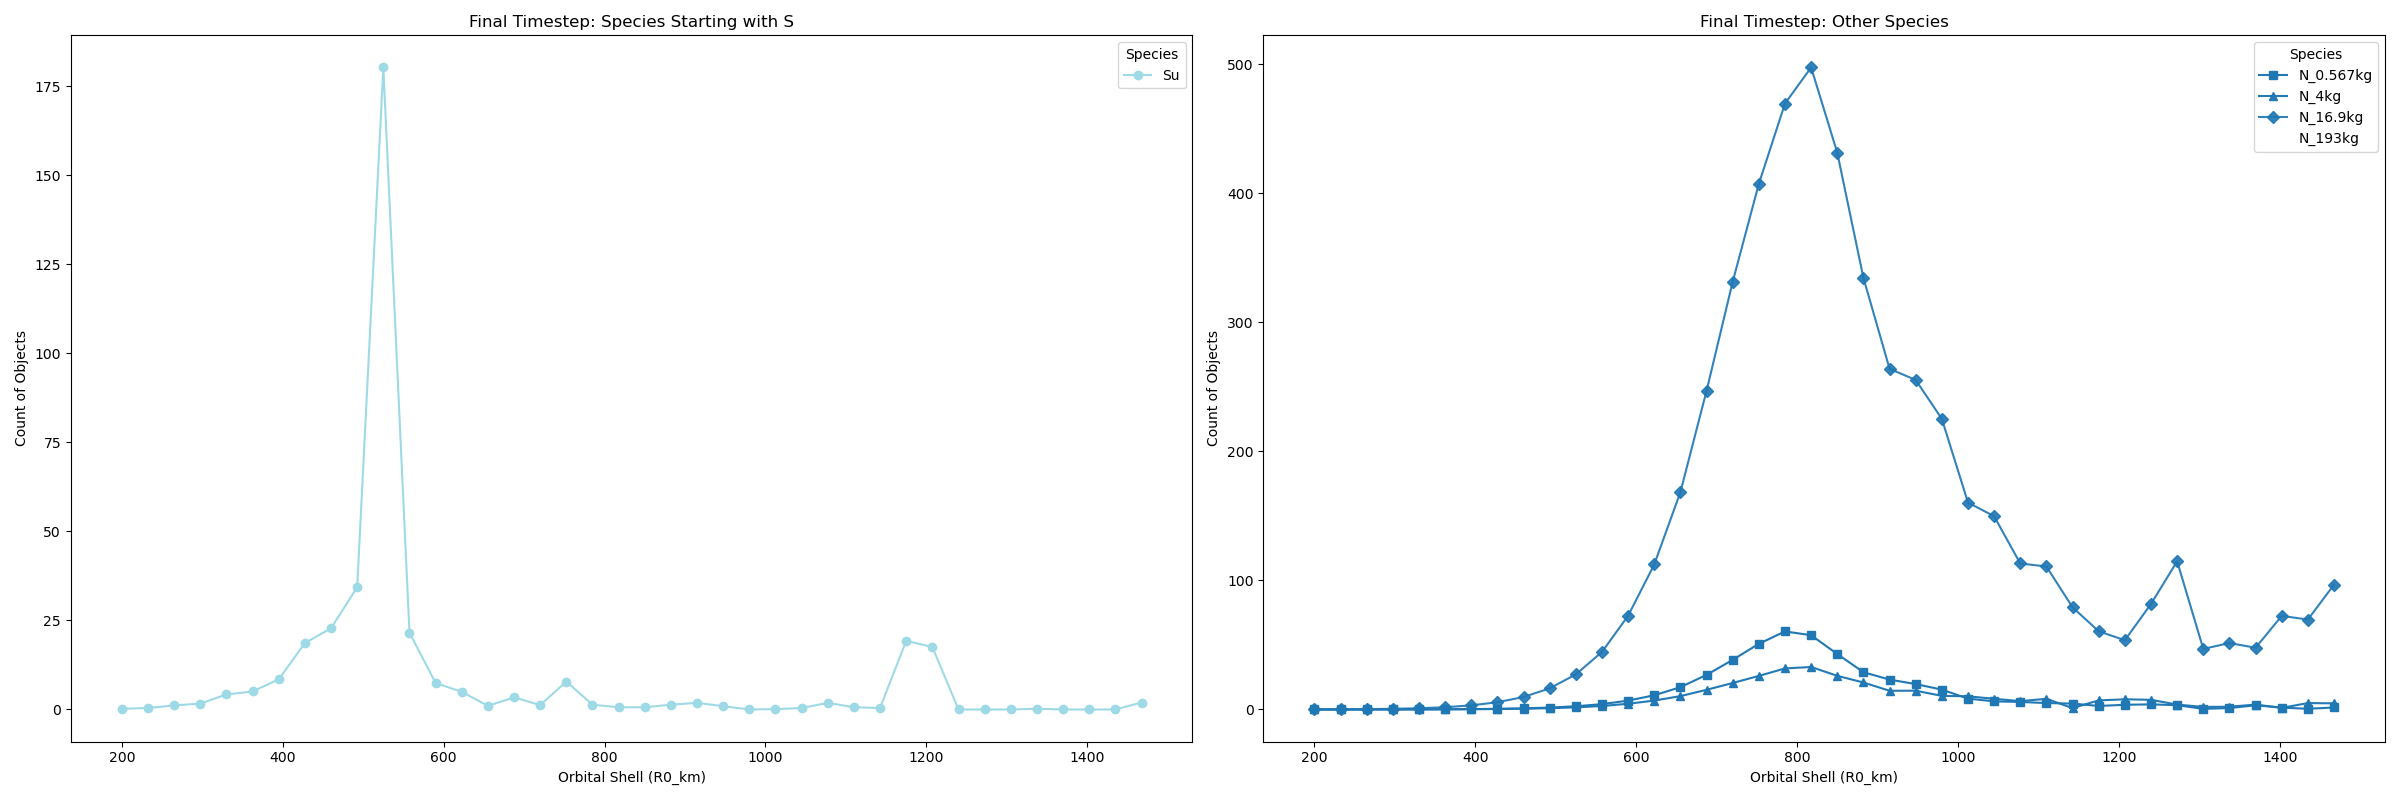 Final Timestep: Species Starting with S
Species
Su
Count of Objects
175
150
125
100
75
50
25
0
200
400
600
800
1000
1200
1400
Orbital Shell (R0_km)
Final Timestep: Other Species
Species
N_0.567kg
N_4kg
N_16.9kg
N_193kg
Count of Objects
500
400
300
200
100
0
200
400
600
800
1000
1200
1400
Orbital Shell (R0_km)